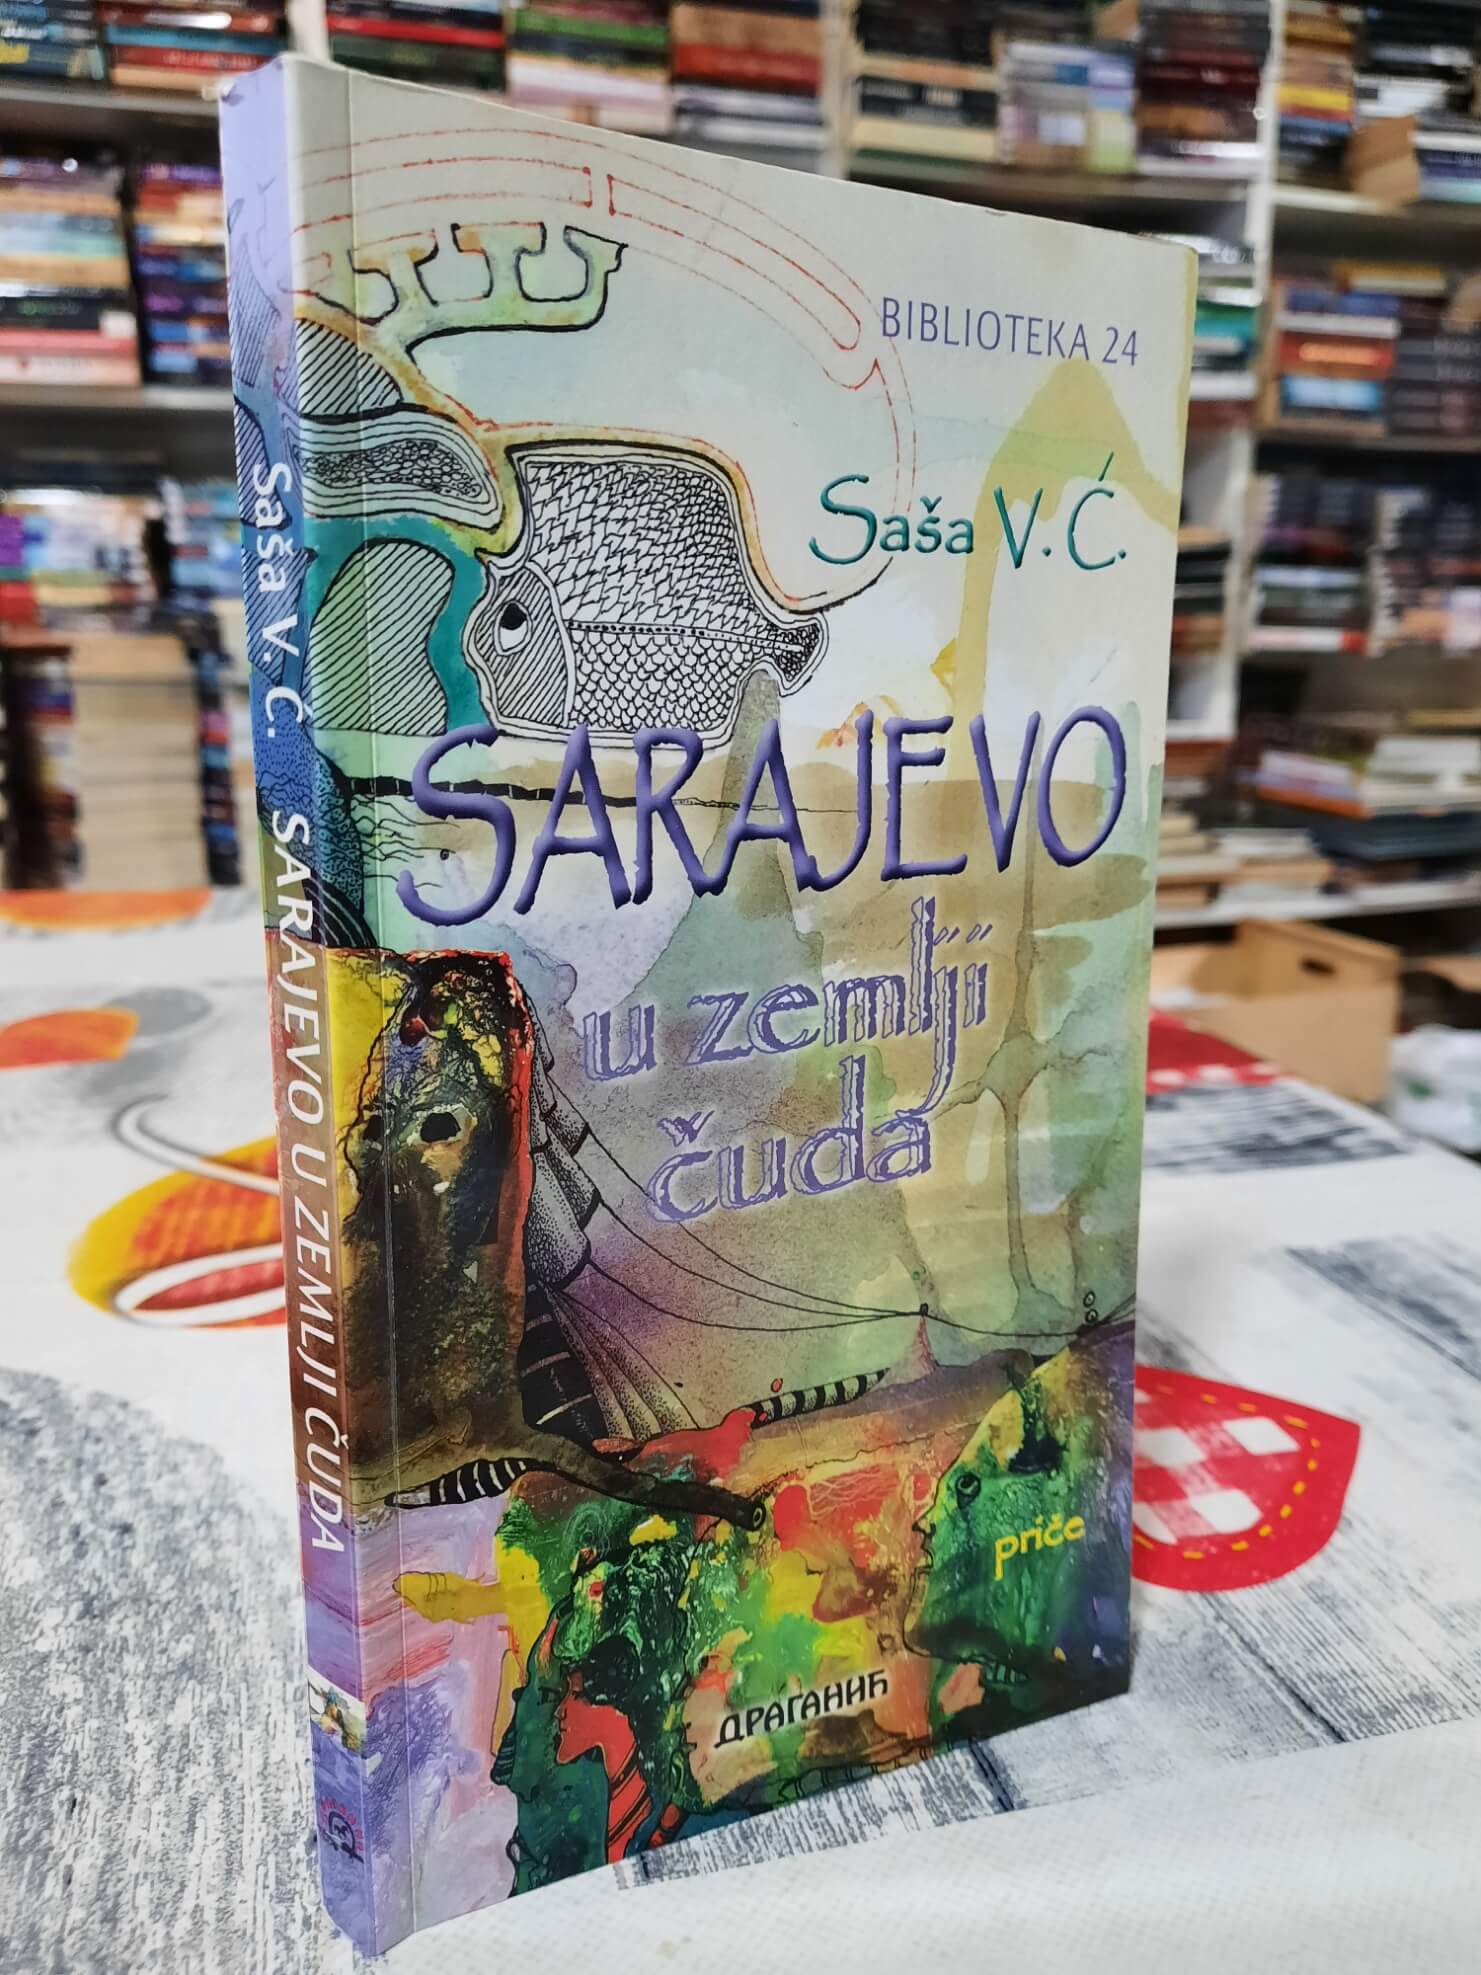 BIBLIOTEKA 24
Saša V. Ć.
SARAJEVO
u zemlji
čuda
priče
ДРАГАНИЋ
Saša V. Ć. SARAJEVO U ZEMLJI ČUDA